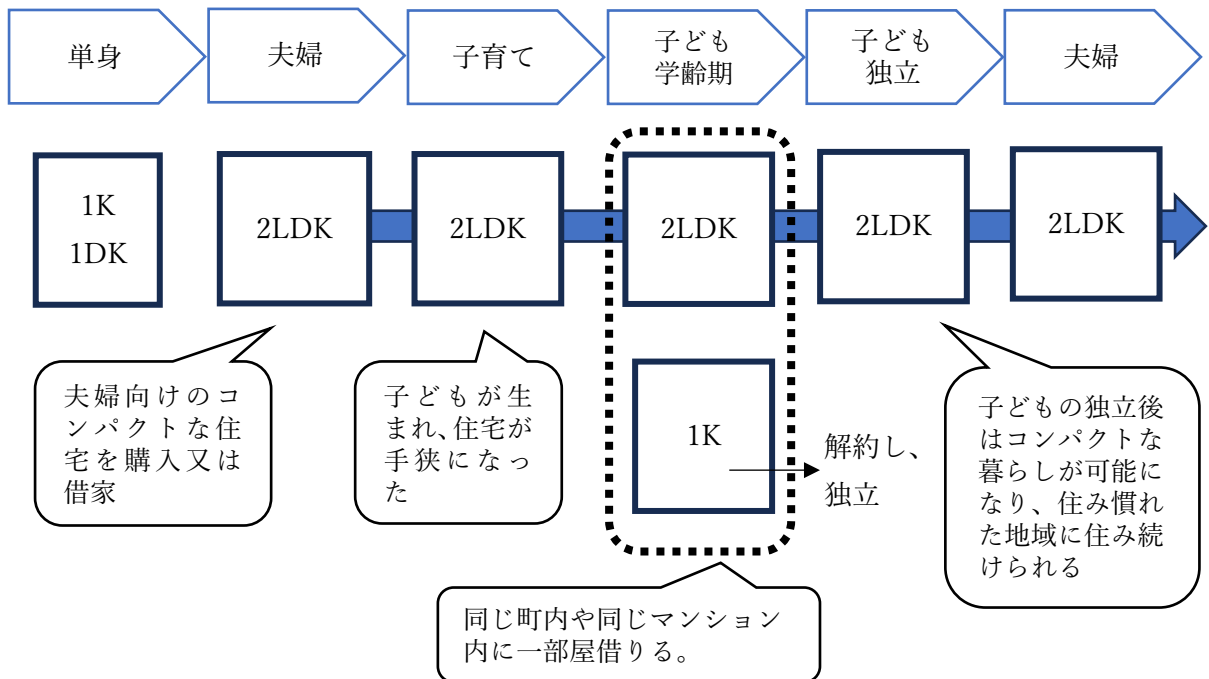 単身
夫婦
子育て
子ども
学齢期
子ども
独立
夫婦
1K
1DK
2LDK
2LDK
2LDK
2LDK
2LDK
夫婦向けのコ
ンパクトな住
宅を購入又は
借家
子どもが生
まれ、住宅が
手狭になっ
た
1K
解約し、
独立
子どもの独立後
はコンパクトな
暮らしが可能に
なり、住み慣れ
た地域に住み続
けられる
同じ町内や同じマンション
内に一部屋借りる。